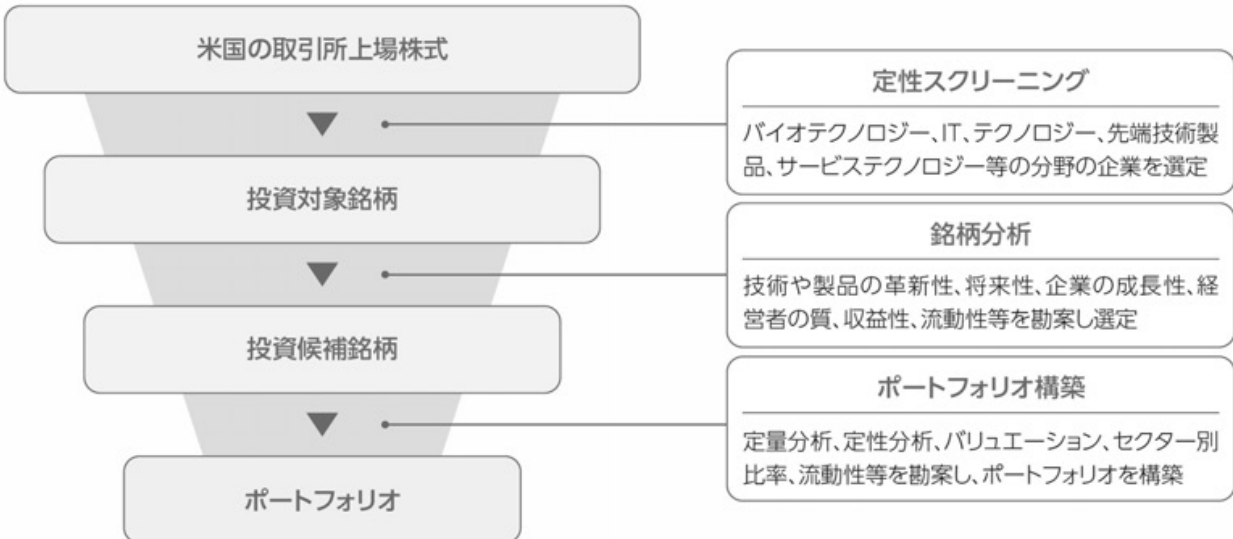 米国の取引所上場株式
定性スクリーニング
バイオテクノロジー、IT、テクノロジー、先端技術製
品、サービステクノロジー等の分野の企業を選定
投資対象銘柄
銘柄分析
技術や製品の革新性、将来性、企業の成長性、経
営者の質、収益性、流動性等を勘案し選定
投資候補銘柄
ポートフォリオ構築
定量分析、定性分析、バリュエーション、セクター別
比率、流動性等を勘案し、ポートフォリオを構築
ポートフォリオ